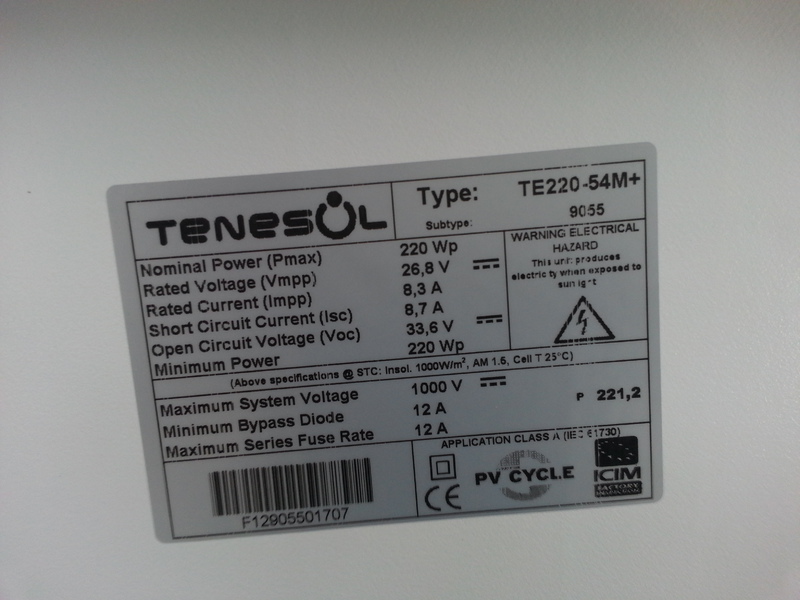 TENESOL
Type: TE220-54M+
Subtype: 9055
Nominal Power (Pmax) 220 Wp
Rated Voltage (Vmpp) 26,8 V
Rated Current (Impp) 8,3 A
Short Circuit Current (Isc) 8,7 A
Open Circuit Voltage (Voc) 33,6 V
Minimum Power 220 Wp
WARNING ELECTRICAL
HAZARD
This unit produces
electricity when exposed to
sunlight
(Above specifications @ STC: Insol. 1000W/m², AM 1.5, Cell T 25°C)
Maximum System Voltage 1000 V
Minimum Bypass Diode 12 A
Maximum Series Fuse Rate 12 A
P 221,2
F12905501707
APPLICATION CLASS A (IEC 61730)
CE
PV CYCLE
ICIM
FACTORY
INSPECTION